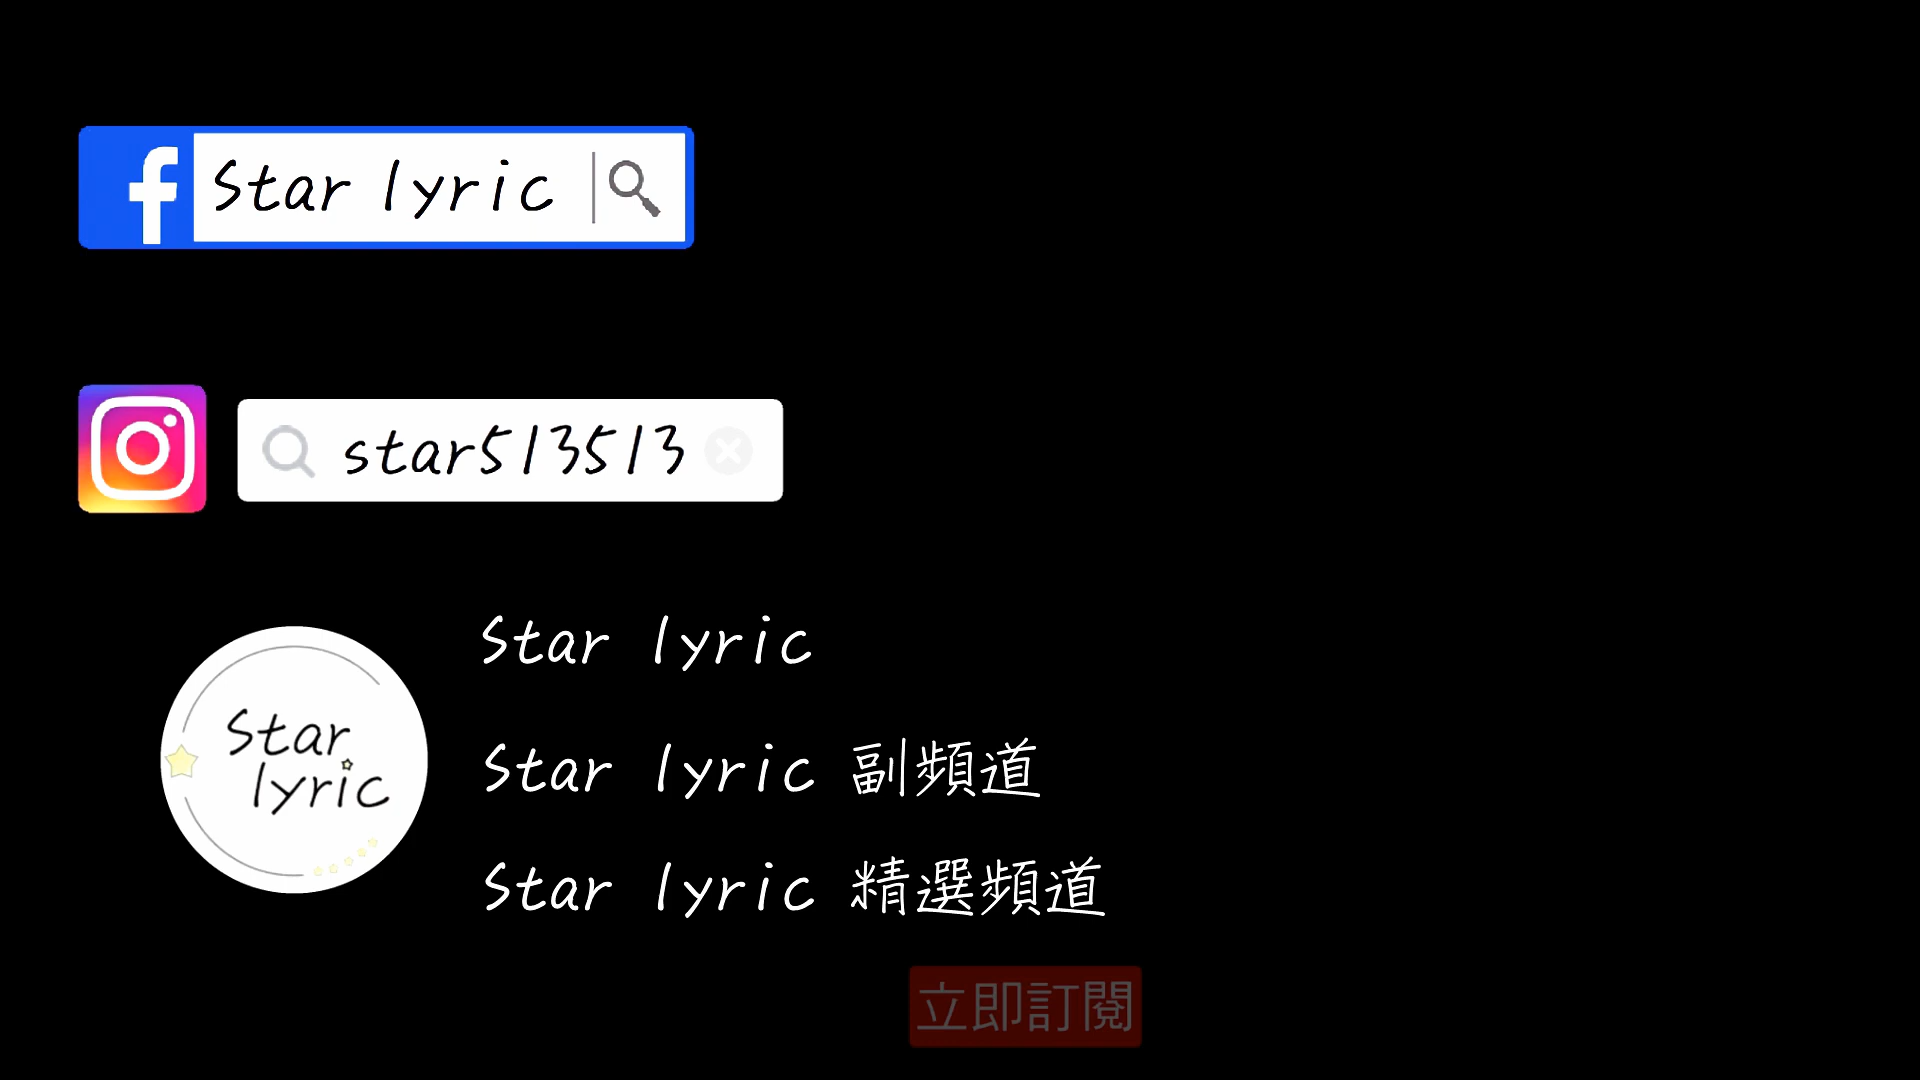 Star lyric
star513513
Star lyric
Star
lyric
Star lyric 副頻道
Star lyric 精選頻道
立即訂閱